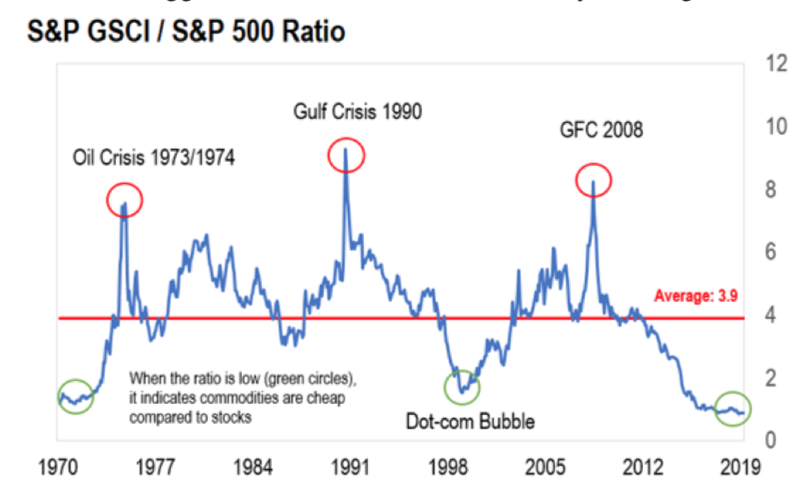 S&P GSCI / S&P 500 Ratio
12
Gulf Crisis 1990
10
GFC 2008
Oil Crisis 1973/1974
8
6
Average: 3.9
4
When the ratio is low (green circles),
it indicates commodities are cheap
compared to stocks
2
Dot-com Bubble
0
1970 1977 1984 1991 1998 2005 2012 2019